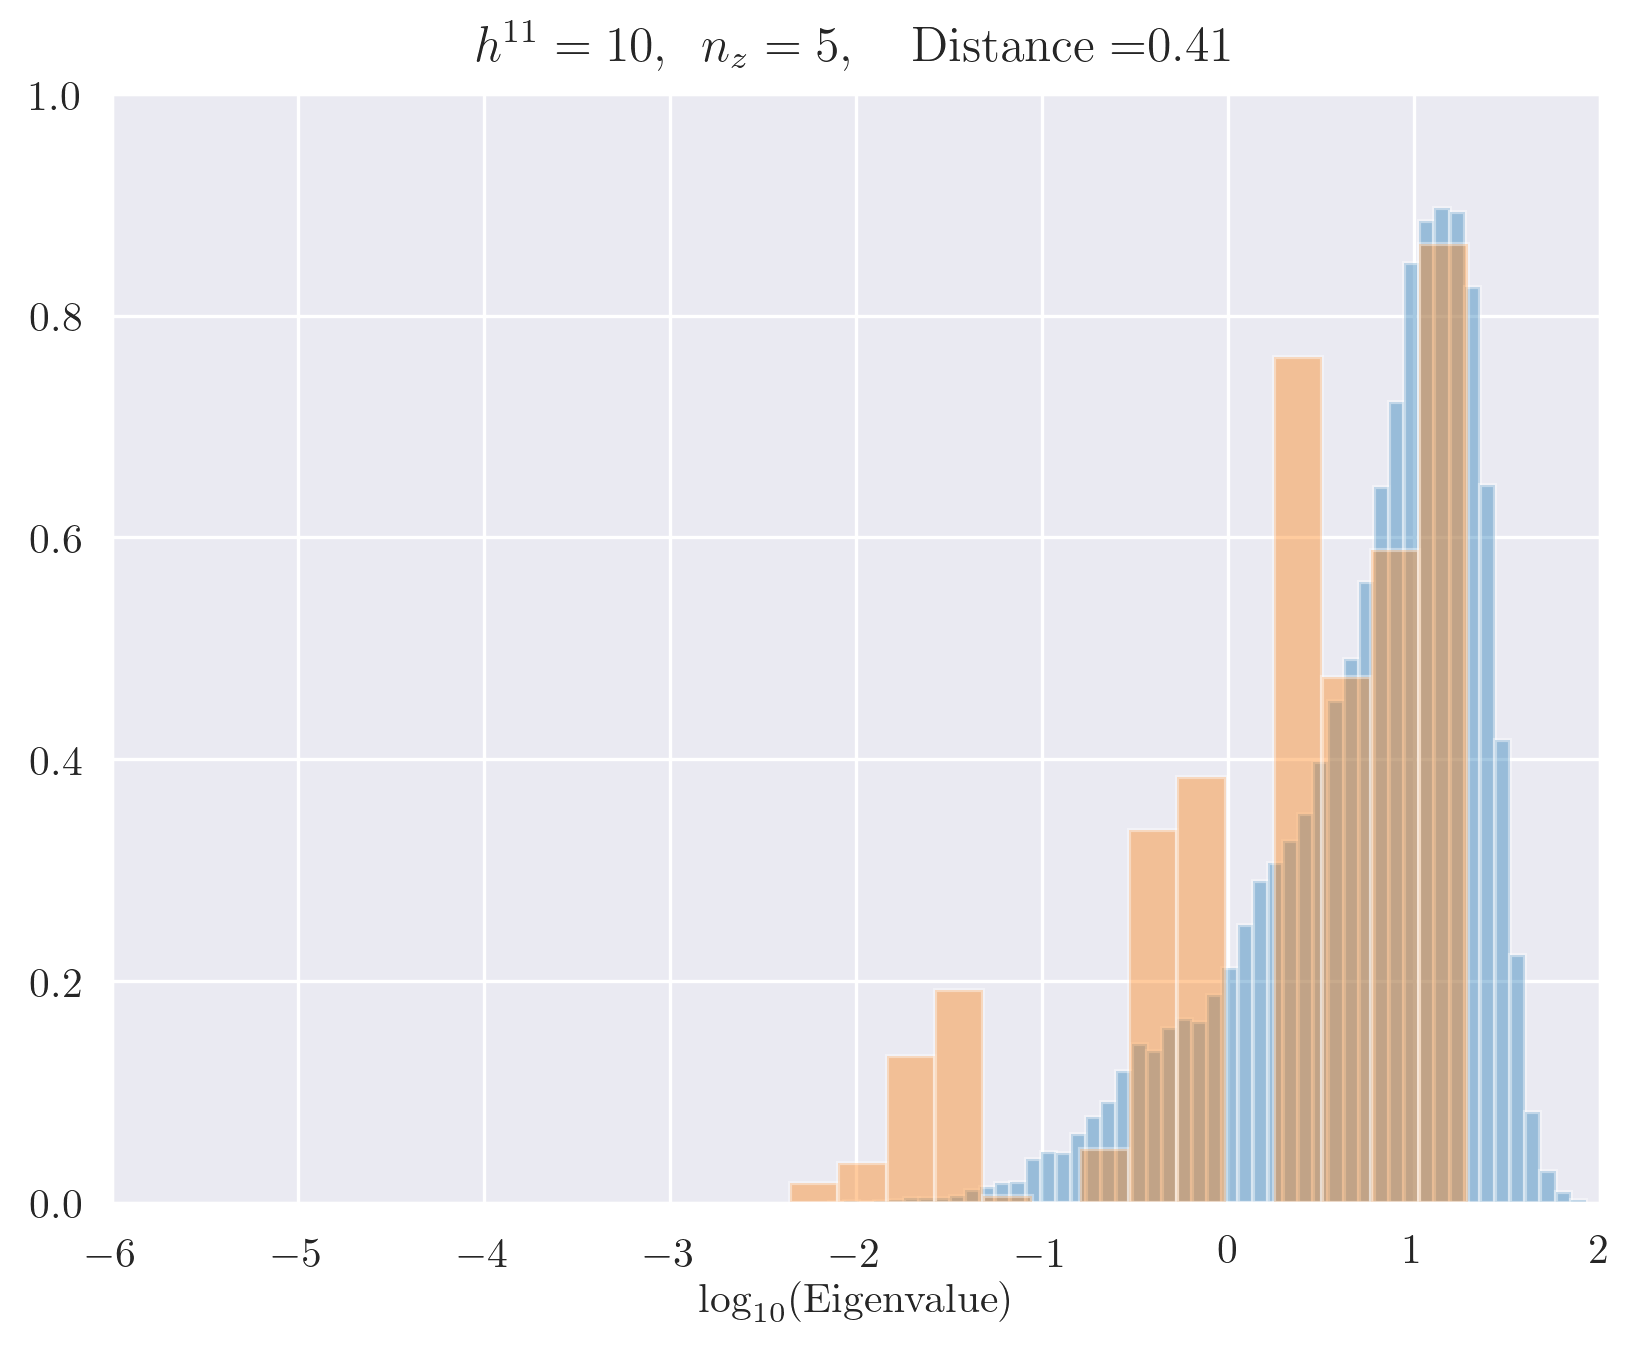 h^{11} = 10, n_z = 5, Distance =0.41
1.0
0.8
0.6
0.4
0.2
0.0
−6 −5 −4 −3 −2 −1 0 1 2
log_{10}(Eigenvalue)